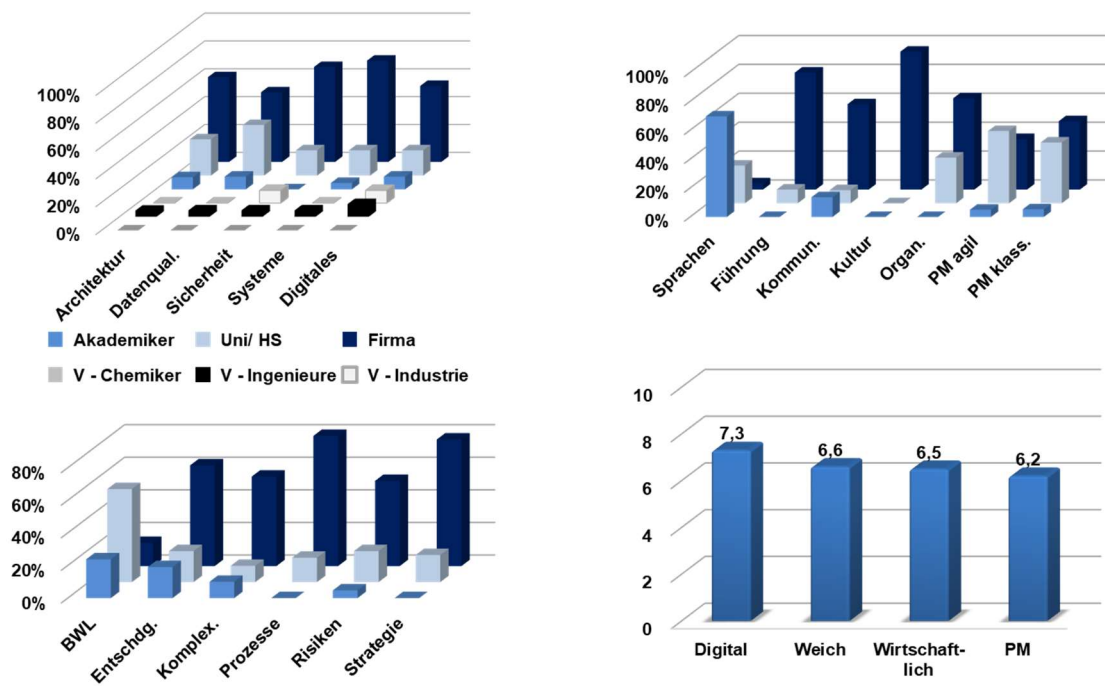 100%
80%
60%
40%
20%
0%
Architektur
Datenqual.
Sicherheit
Systeme
Digitales
100%
80%
60%
40%
20%
0%
Sprachen
Führung
Kommun.
Kultur
Organ.
PM agil
PM klass.
Akademiker
Uni/ HS
Firma
V - Chemiker
V - Ingenieure
V - Industrie
80%
60%
40%
20%
0%
BWL
Entschdg.
Komplex.
Prozesse
Risiken
Strategie
10
8
6
4
2
0
7,3
6,6
6,5
6,2
Digital
Weich
Wirtschaft-
lich
PM